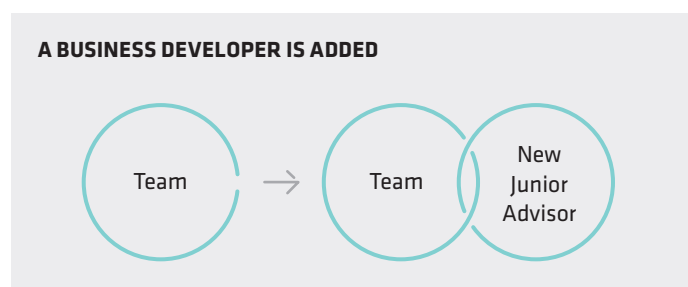 A BUSINESS DEVELOPER IS ADDED
Team
Team
New
Junior
Advisor